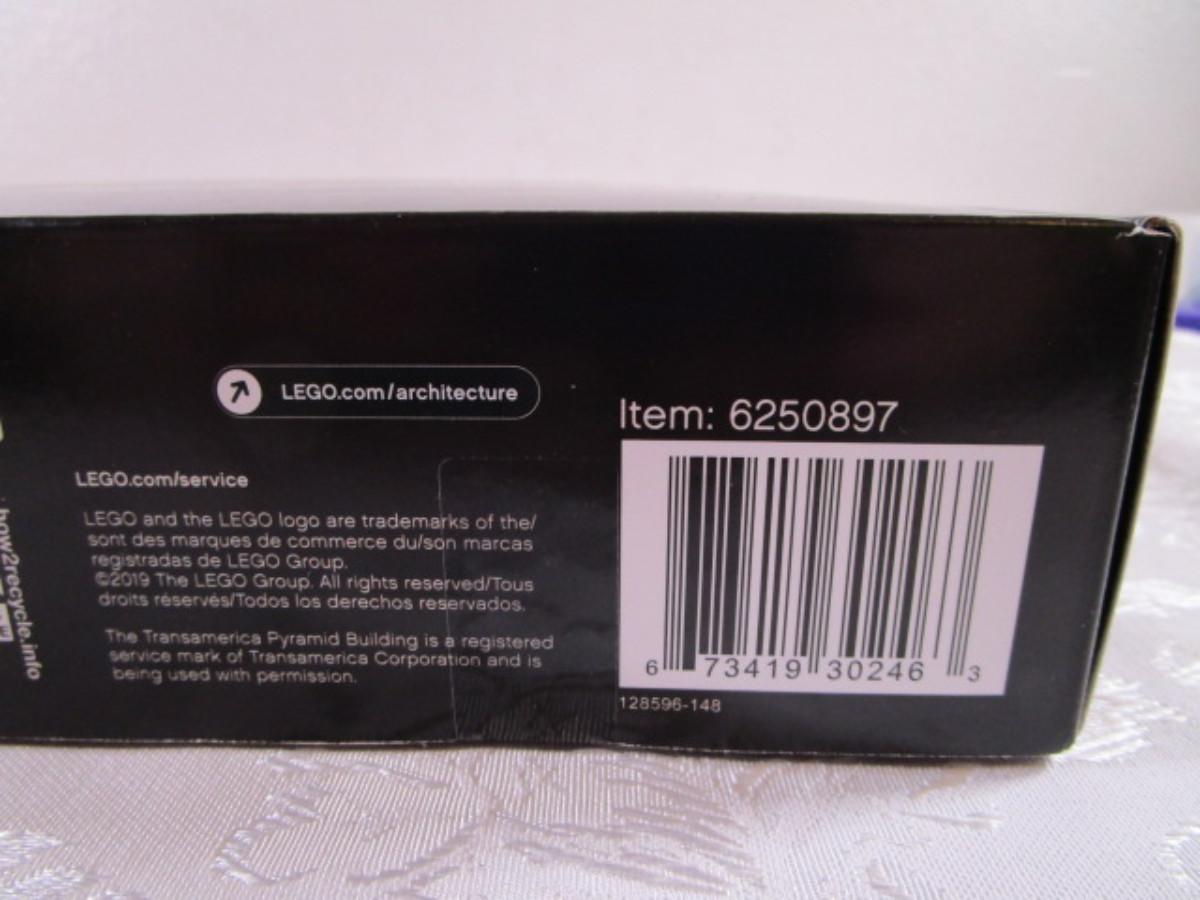 LEGO.com/architecture
Item: 6250897
LEGO.com/service
LEGO and the LEGO logo are trademarks of the/
sont des marques de commerce du/son marcas
registradas de LEGO Group.
©2019 The LEGO Group. All rights reserved/Tous
droits réservés/Todos los derechos reservados.
The Transamerica Pyramid Building is a registered
service mark of Transamerica Corporation and is
being used with permission.
6 73419 30246 3
128596-148
how2recycle.info